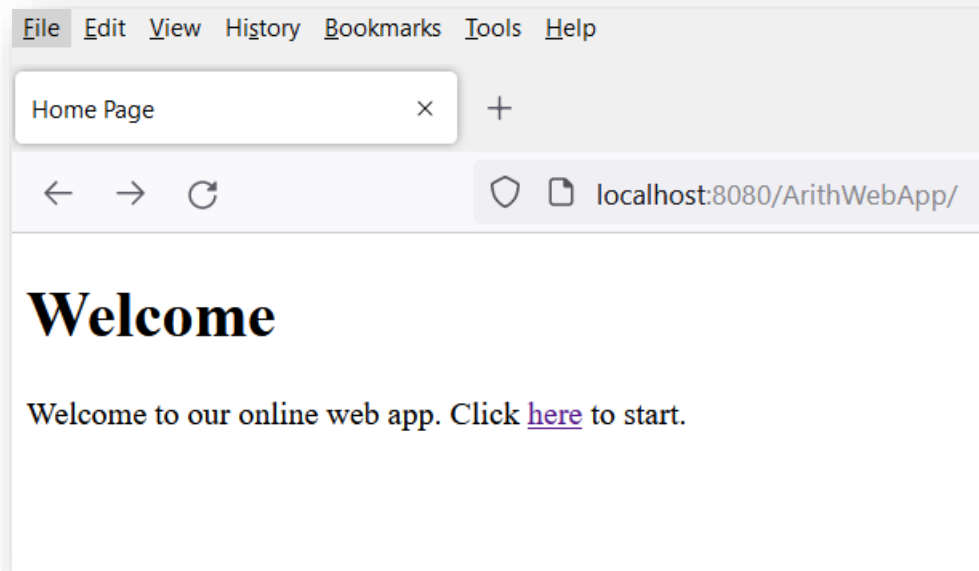 File Edit View History Bookmarks Tools Help
Home Page
localhost:8080/ArithWebApp/
Welcome
Welcome to our online web app. Click here to start.